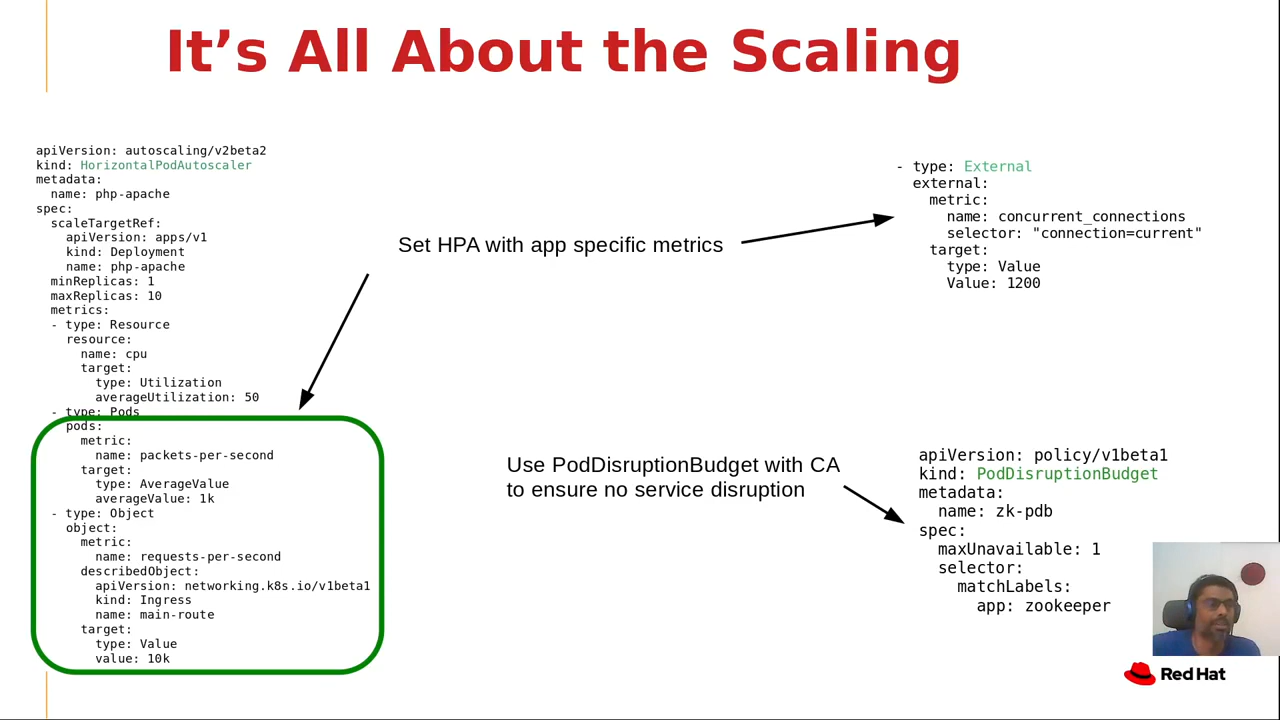 It's All About the Scaling
apiVersion: autoscaling/v2beta2
kind: HorizontalPodAutoscaler
metadata:
  name: php-apache
spec:
  scaleTargetRef:
    apiVersion: apps/v1
    kind: Deployment
    name: php-apache
  minReplicas: 1
  maxReplicas: 10
  metrics:
  - type: Resource
    resource:
      name: cpu
      target:
        type: Utilization
        averageUtilization: 50
  - type: Pods
    pods:
      metric:
        name: packets-per-second
      target:
        type: AverageValue
        averageValue: 1k
  - type: Object
    object:
      metric:
        name: requests-per-second
      describedObject:
        apiVersion: networking.k8s.io/v1beta1
        kind: Ingress
        name: main-route
      target:
        type: Value
        value: 10k
Set HPA with app specific metrics
- type: External
  external:
    metric:
      name: concurrent_connections
      selector: "connection=current"
    target:
      type: Value
      Value: 1200
Use PodDisruptionBudget with CA
to ensure no service disruption
apiVersion: policy/v1beta1
kind: PodDisruptionBudget
metadata:
  name: zk-pdb
spec:
  maxUnavailable: 1
  selector:
    matchLabels:
      app: zookeeper
Red Hat